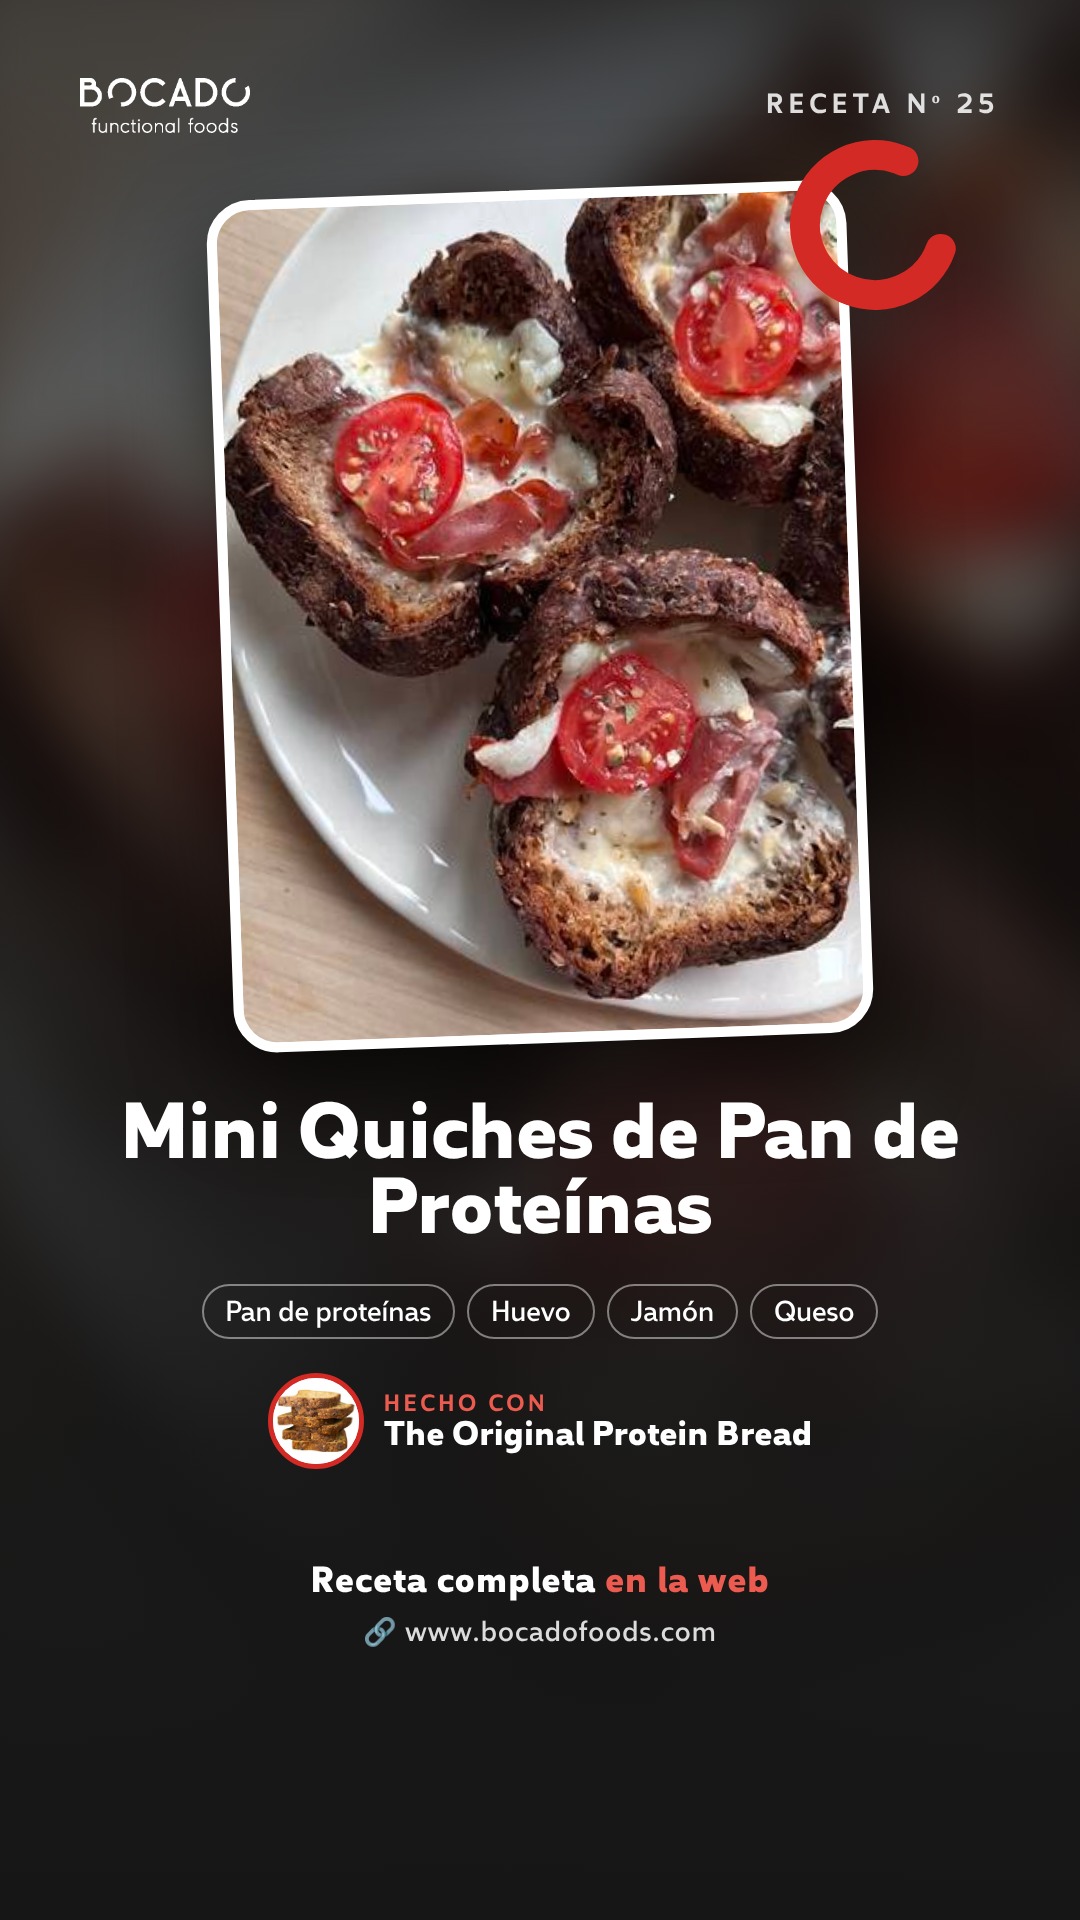 BOCADO
functional foods
RECETA Nº 25
Mini Quiches de Pan de
Proteínas
Pan de proteínas
Huevo
Jamón
Queso
HECHO CON
The Original Protein Bread
Receta completa en la web
🔗 www.bocadofoods.com